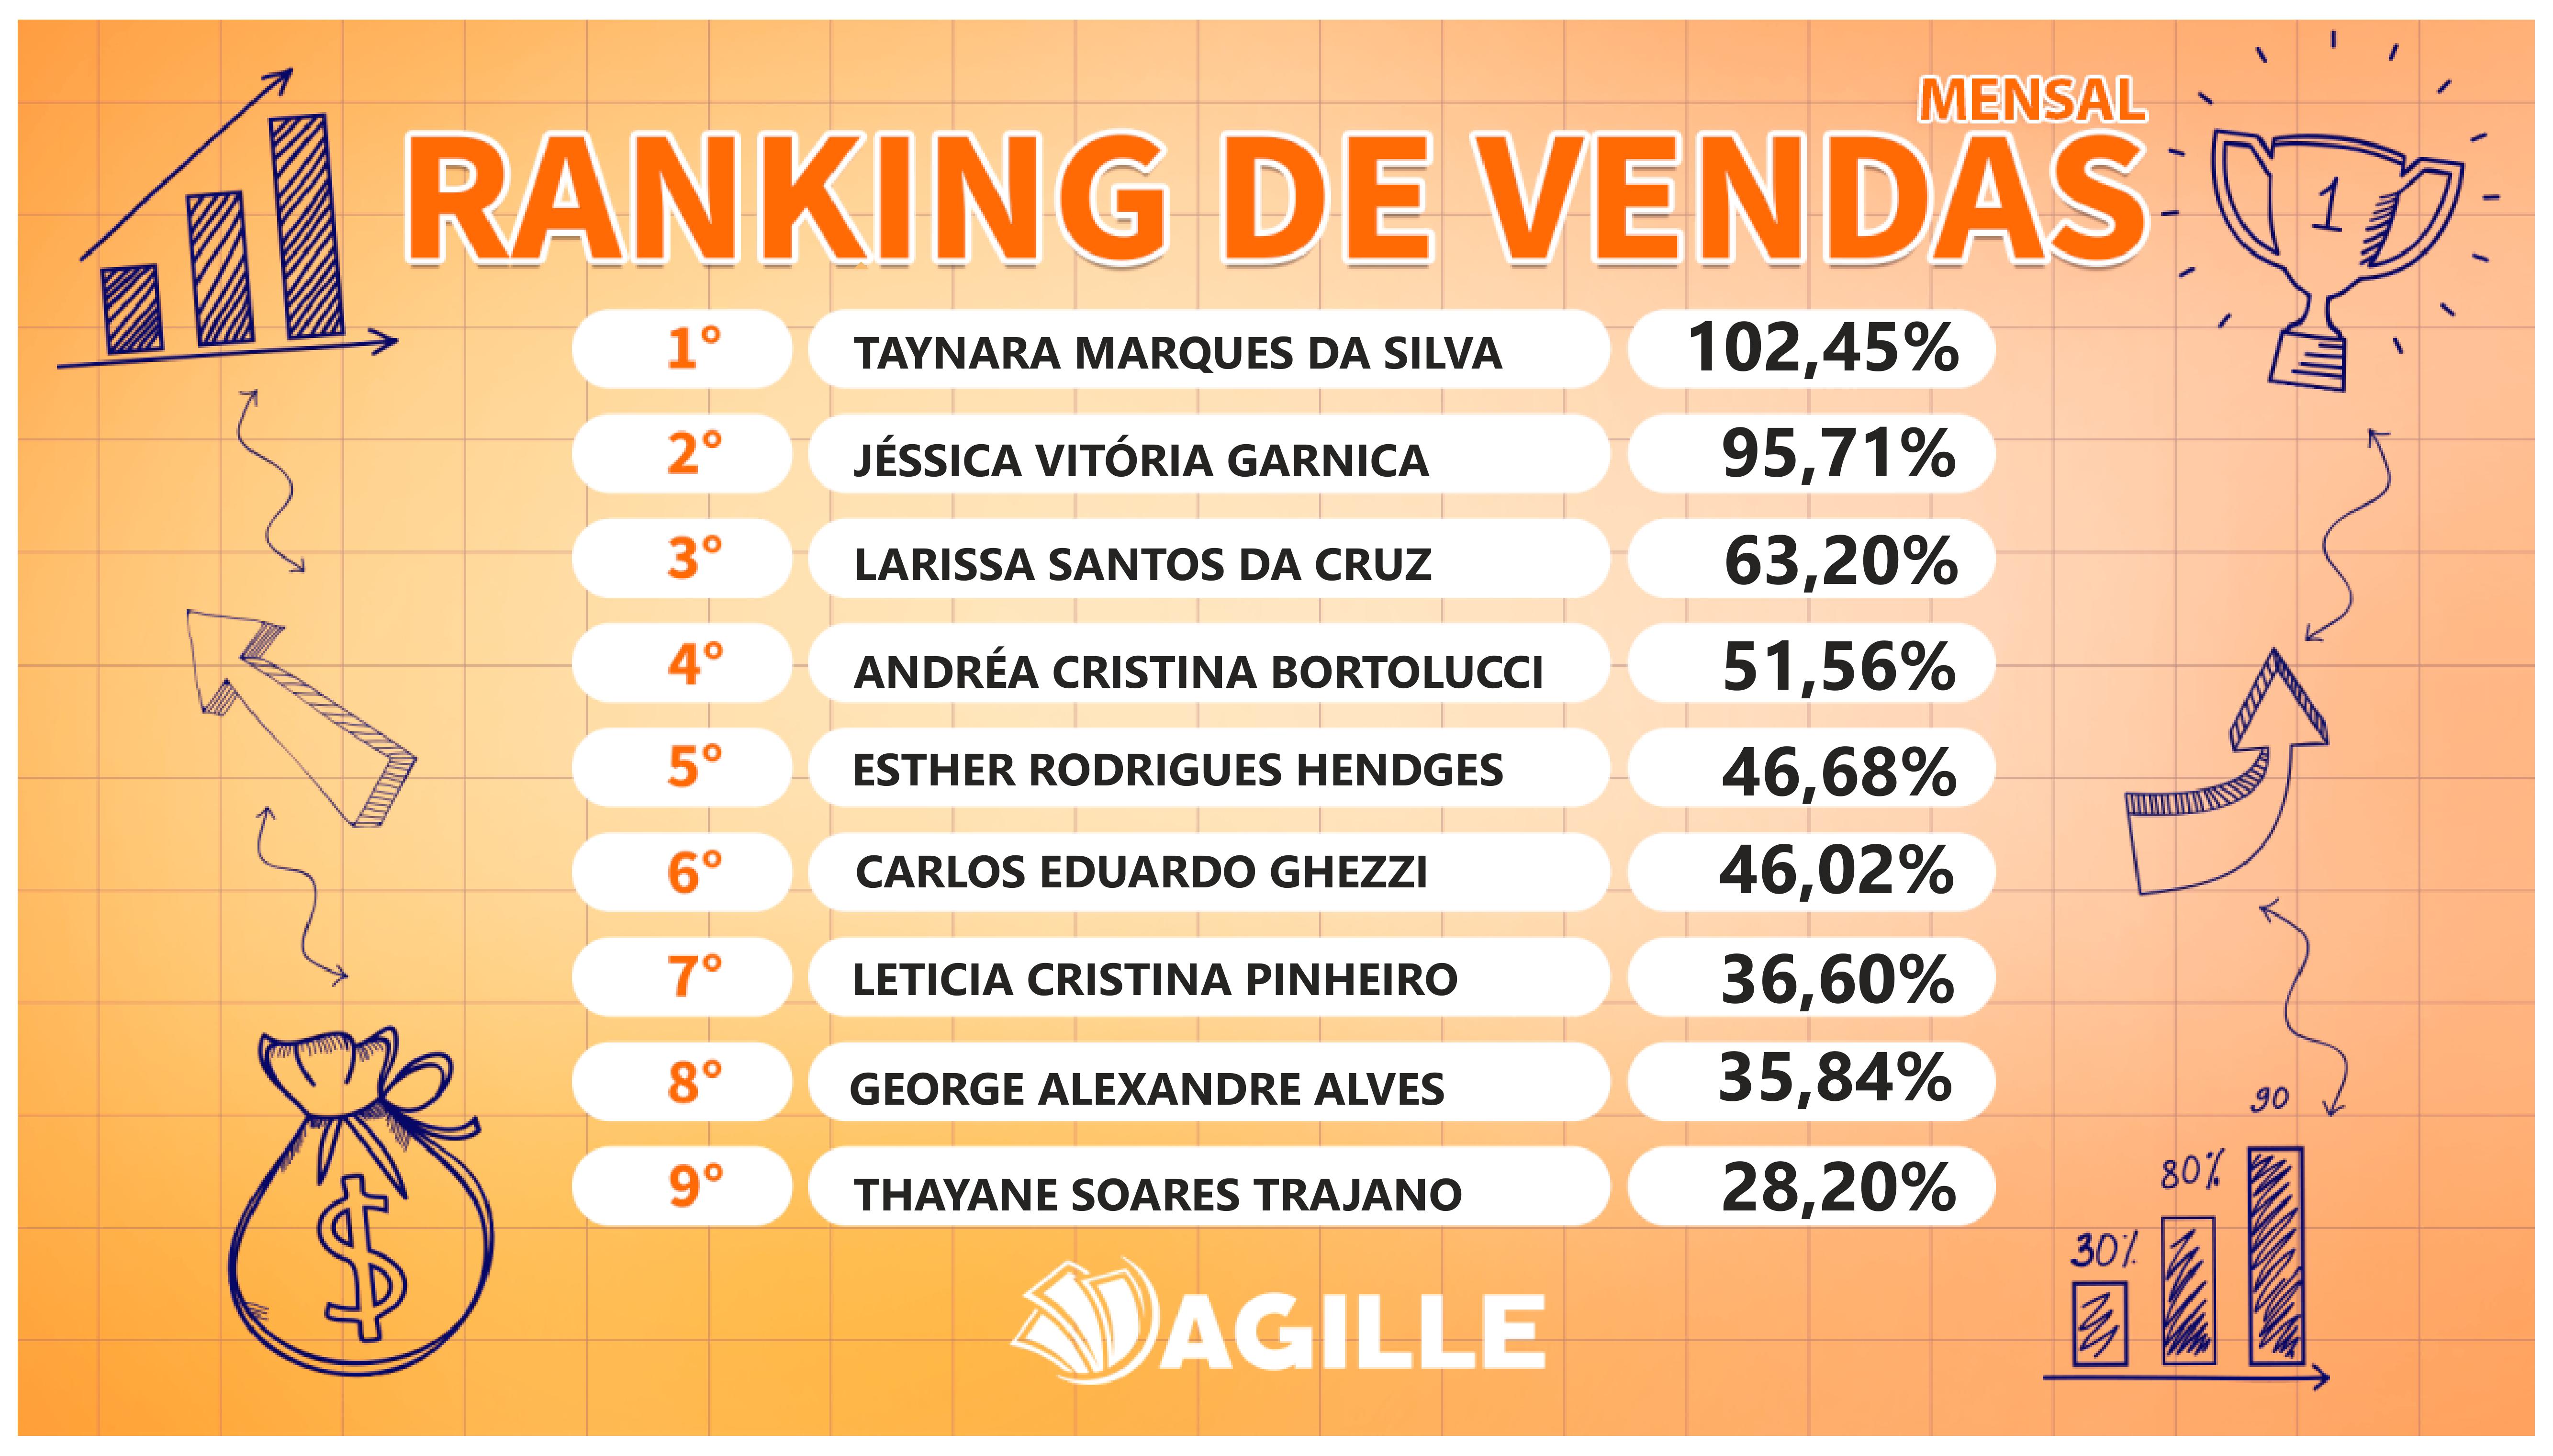 MENSAL
RANKING DE VENDAS
1
1° TAYNARA MARQUES DA SILVA 102,45%
2° JÉSSICA VITÓRIA GARNICA 95,71%
3° LARISSA SANTOS DA CRUZ 63,20%
4° ANDRÉA CRISTINA BORTOLUCCI 51,56%
5° ESTHER RODRIGUES HENDGES 46,68%
6° CARLOS EDUARDO GHEZZI 46,02%
7° LETICIA CRISTINA PINHEIRO 36,60%
8° GEORGE ALEXANDRE ALVES 35,84%
9° THAYANE SOARES TRAJANO 28,20%
$
30%
80%
90
AGILLE